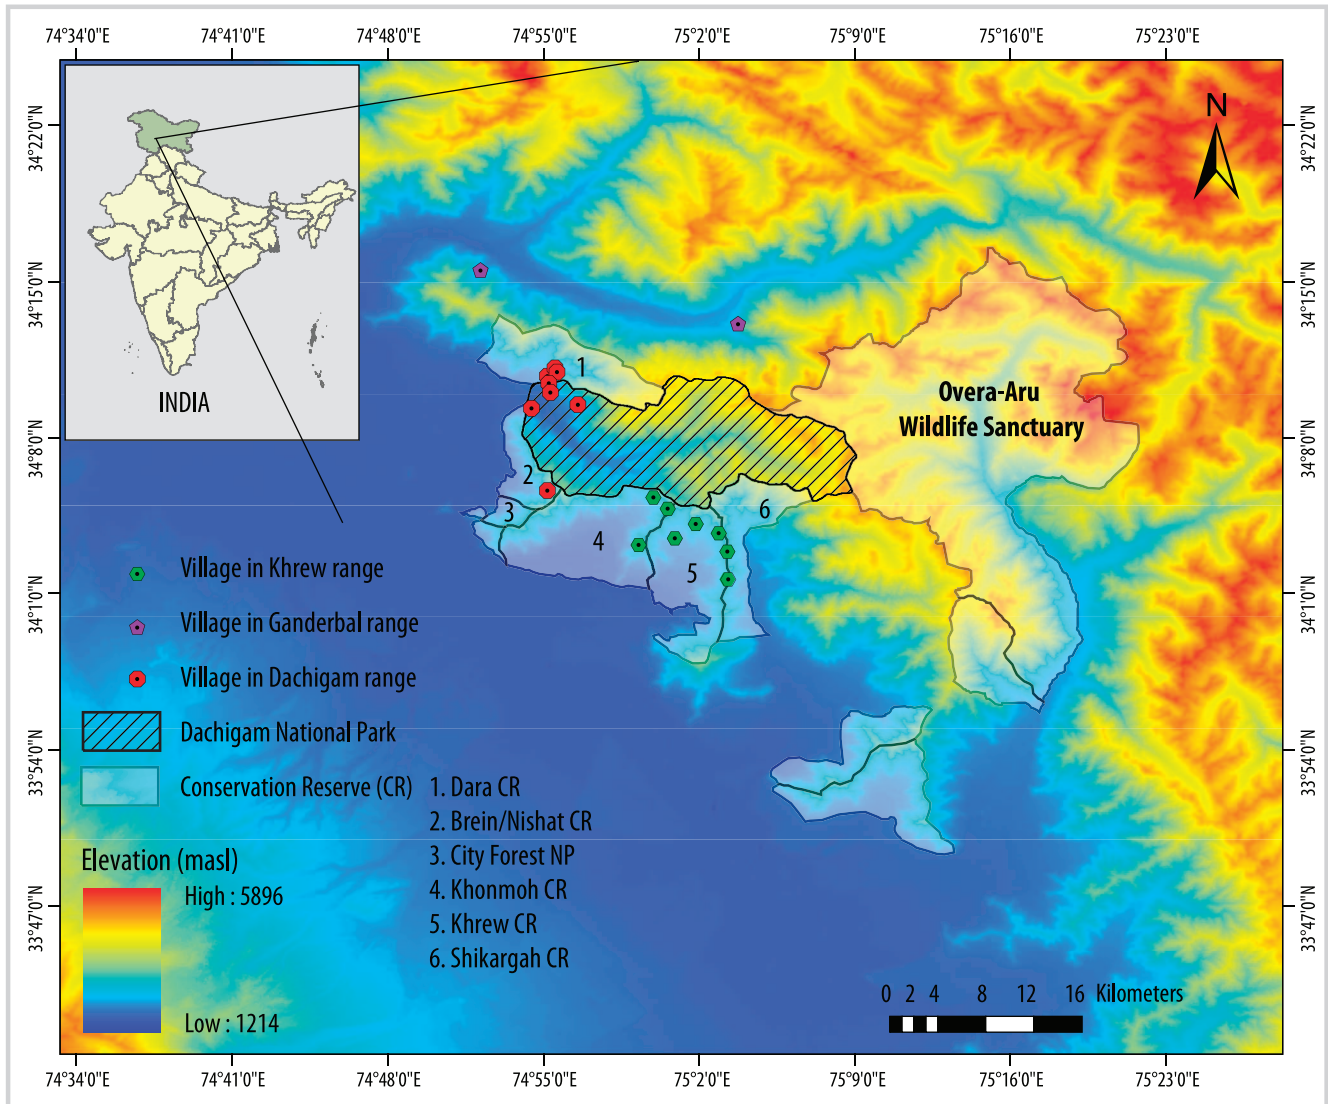 74°34'0"E 74°41'0"E 74°48'0"E 74°55'0"E 75°2'0"E 75°9'0"E 75°16'0"E 75°23'0"E
34°22'0"N
34°15'0"N
34°8'0"N
34°1'0"N
33°54'0"N
33°47'0"N
INDIA
N
34°22'0"N
34°15'0"N
34°8'0"N
34°1'0"N
33°54'0"N
33°47'0"N
Overa-Aru
Wildlife Sanctuary
1
2
3
4
5
6
Village in Khrew range
Village in Ganderbal range
Village in Dachigam range
Dachigam National Park
Conservation Reserve (CR)
1. Dara CR
2. Brein/Nishat CR
3. City Forest NP
4. Khonmoh CR
5. Khrew CR
6. Shikargah CR
Elevation (masl)
High : 5896
Low : 1214
0 2 4 8 12 16 Kilometers
74°34'0"E 74°41'0"E 74°48'0"E 74°55'0"E 75°2'0"E 75°9'0"E 75°16'0"E 75°23'0"E